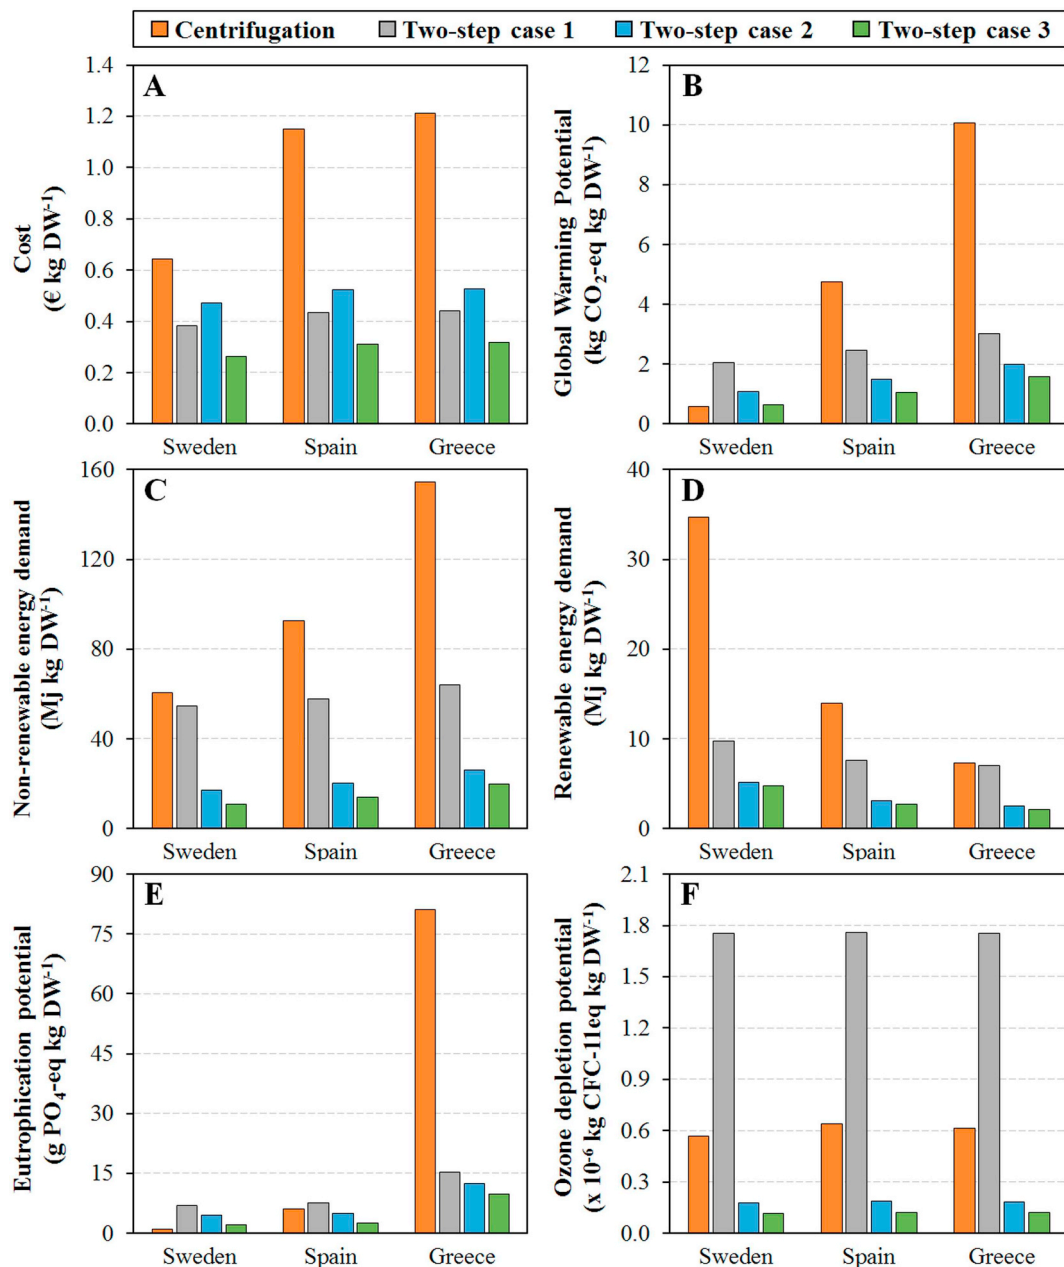 Centrifugation Two-step case 1 Two-step case 2 Two-step case 3
A
Cost
(€ kg DW⁻¹)
1.4
1.2
1.0
0.8
0.6
0.4
0.2
0.0
Sweden Spain Greece
B
Global Warming Potential
(kg CO₂-eq kg DW⁻¹)
12
10
8
6
4
2
0
Sweden Spain Greece
C
Non-renewable energy demand
(Mj kg DW⁻¹)
160
120
80
40
0
Sweden Spain Greece
D
Renewable energy demand
(Mj kg DW⁻¹)
40
30
20
10
0
Sweden Spain Greece
E
Eutrophication potential
(g PO₄-eq kg DW⁻¹)
90
75
60
45
30
15
0
Sweden Spain Greece
F
Ozone depletion potential
(x 10⁻⁶ kg CFC-11eq kg DW⁻¹)
2.1
1.8
1.5
1.2
0.9
0.6
0.3
0.0
Sweden Spain Greece